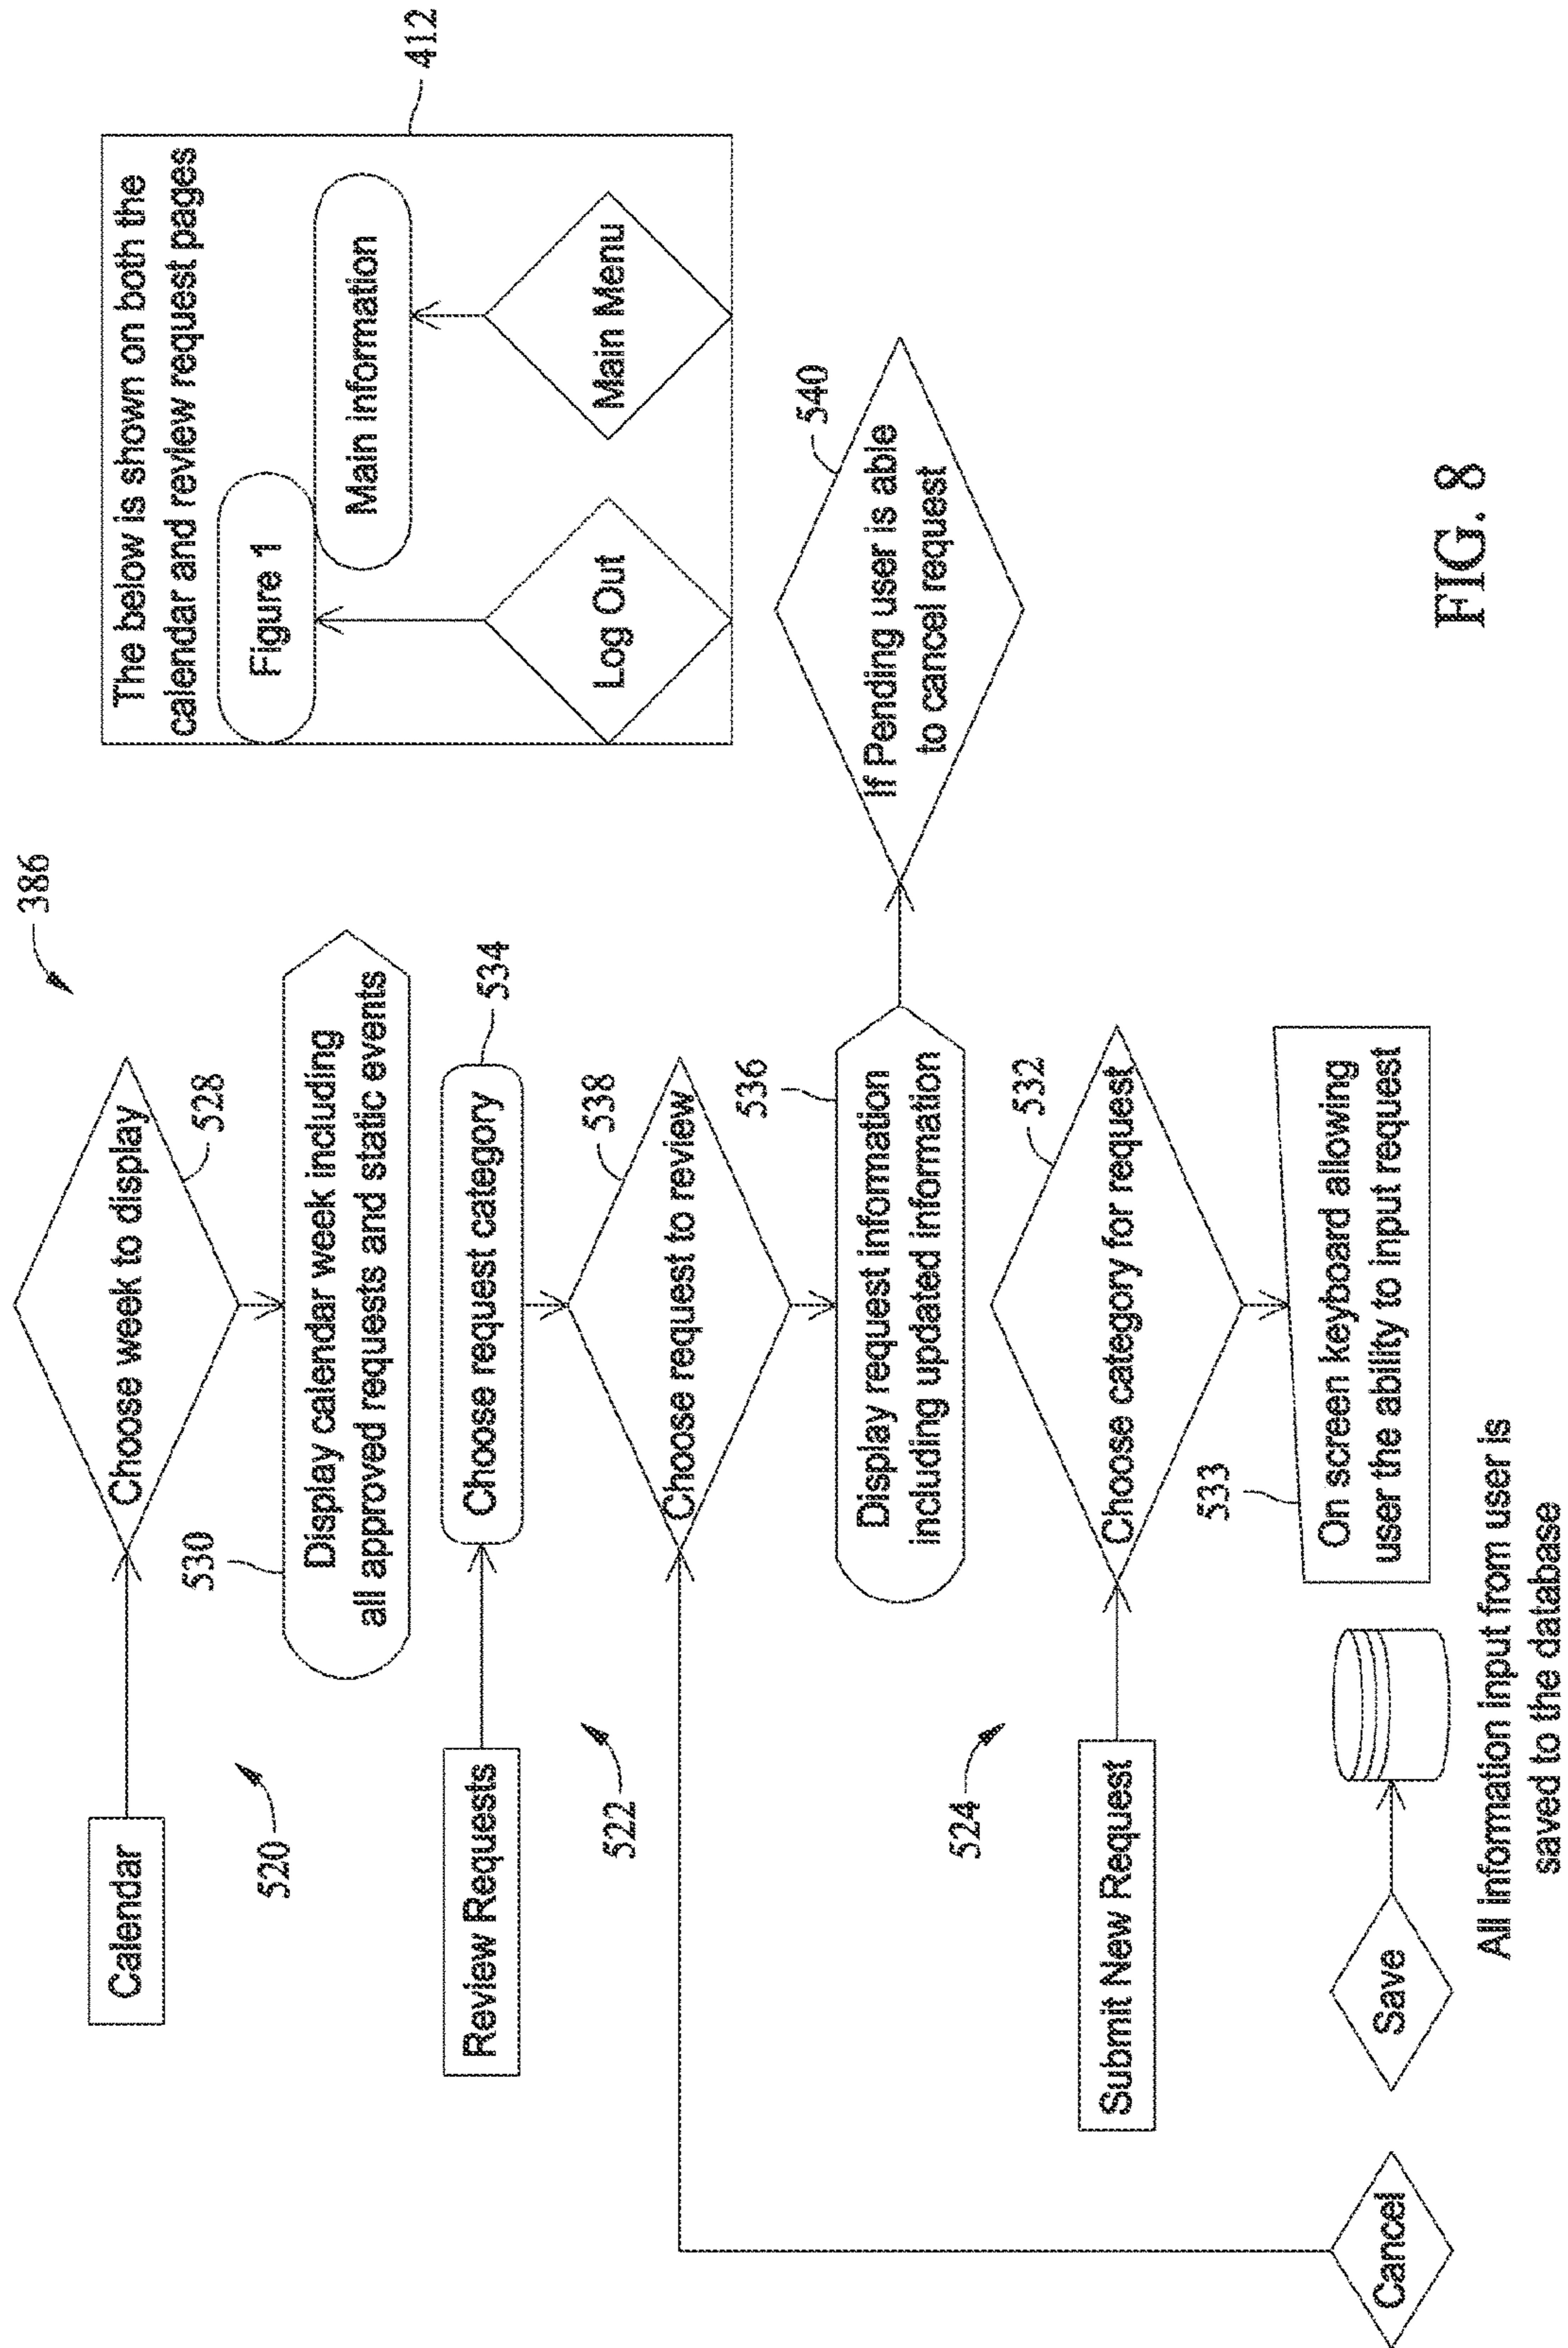 386
Calendar
Choose week to display
528
520
530
Display calendar week including
all approved requests and static events
The below is shown on both the
calendar and review request pages
412
Figure 1
Main information
Log Out
Main Menu
Review Requests
Choose request category
534
522
Choose request to review
538
536
Display request information
including updated information
If Pending user is able
to cancel request
540
524
Submit New Request
Choose category for request
532
533
On screen keyboard allowing
user the ability to input request
Cancel
Save
All information input from user is
saved to the database
FIG. 8